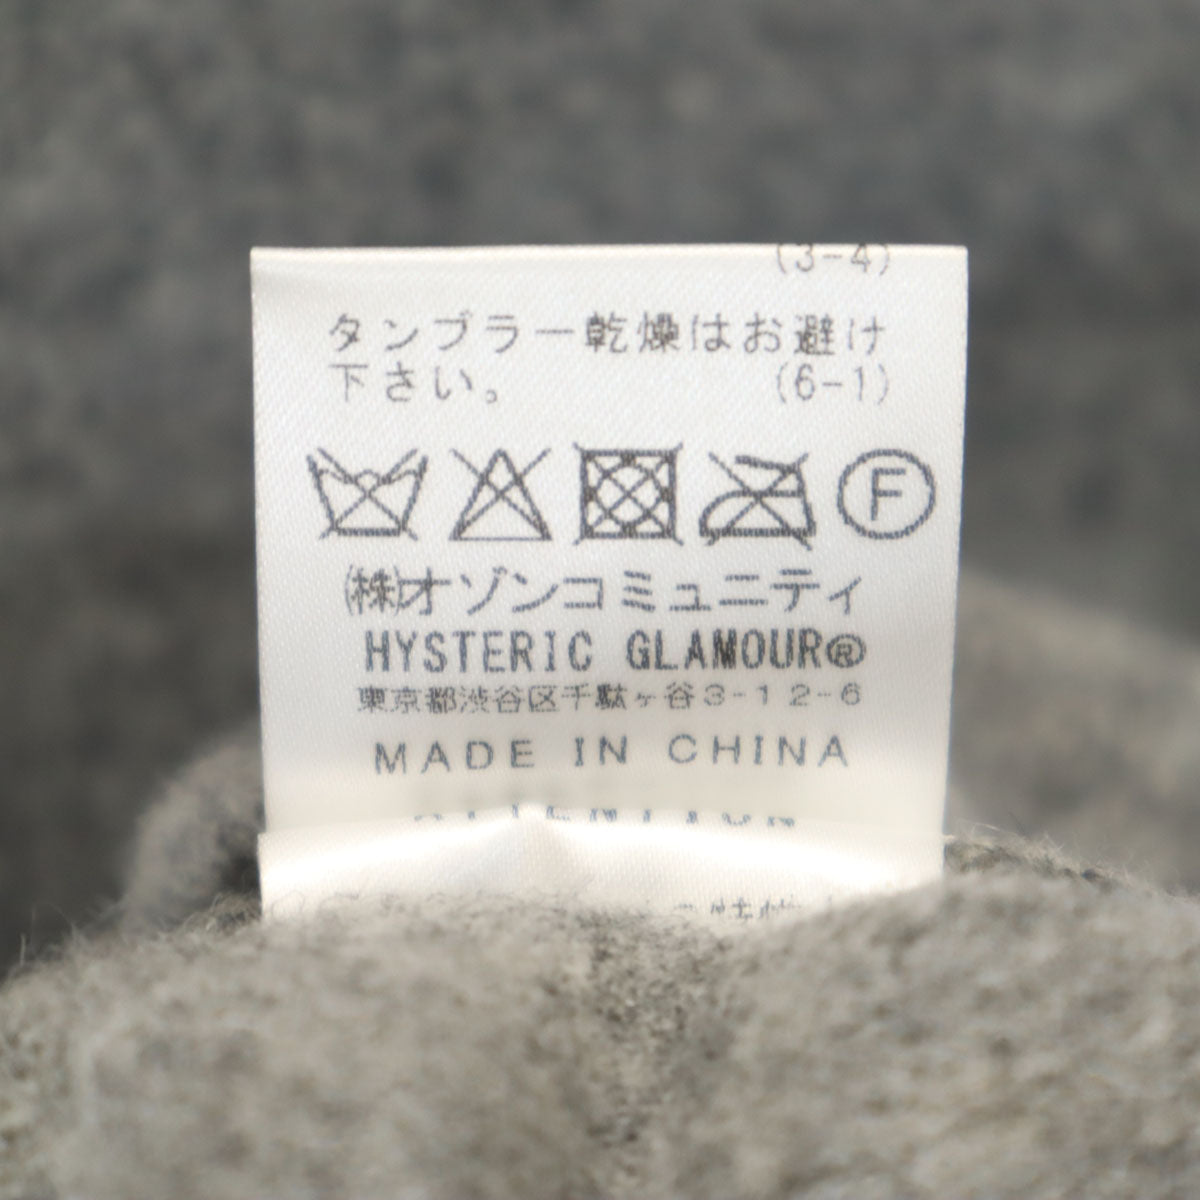 (3-4)
タンブラー乾燥はお避け
下さい。 (6-1)
F
(株)オゾンコミュニティ
HYSTERIC GLAMOUR®
東京都渋谷区千駄ヶ谷3-12-6
MADE IN CHINA